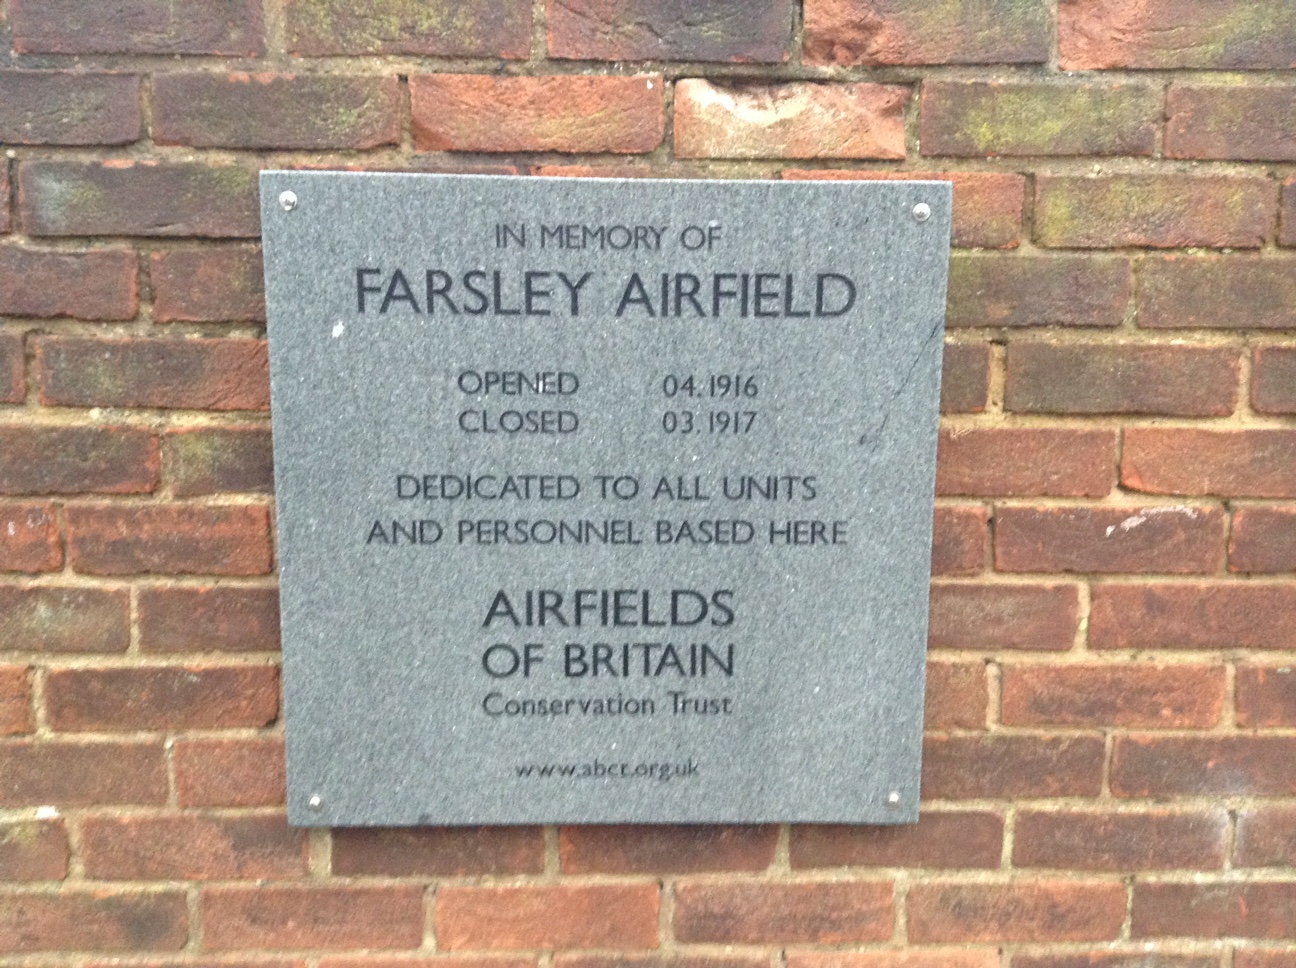 IN MEMORY OF
FARSLEY AIRFIELD
OPENED 04.1916
CLOSED 03.1917
DEDICATED TO ALL UNITS
AND PERSONNEL BASED HERE
AIRFIELDS
OF BRITAIN
Conservation Trust
www.abct.org.uk